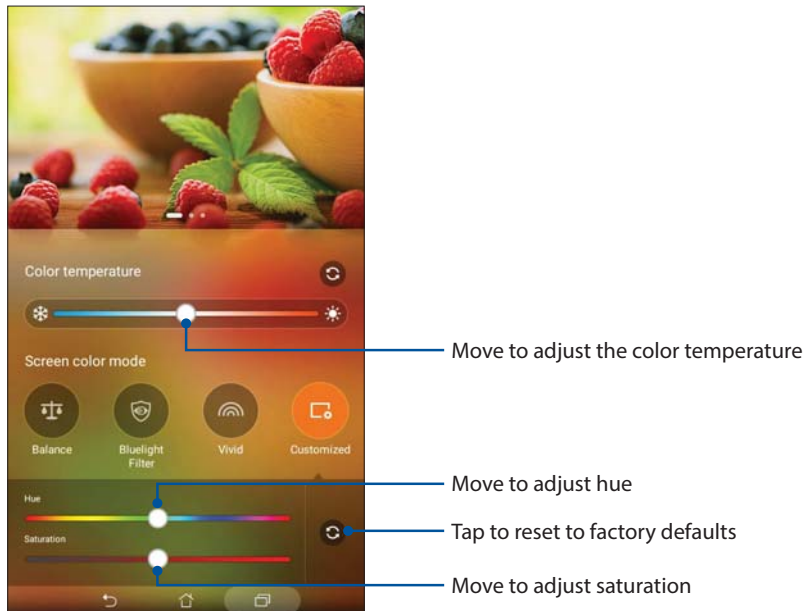 Color temperature
Move to adjust the color temperature
Screen color mode
Balance
Bluelight
Filter
Vivid
Customized
Hue
Move to adjust hue
Tap to reset to factory defaults
Saturation
Move to adjust saturation